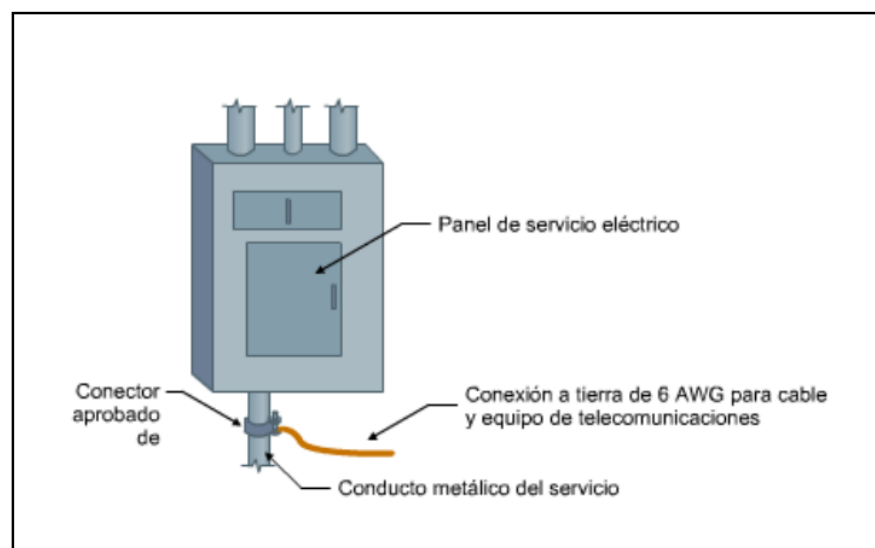 Panel de servicio eléctrico
Conector
aprobado
de
Conexión a tierra de 6 AWG para cable
y equipo de telecomunicaciones
Conducto metálico del servicio